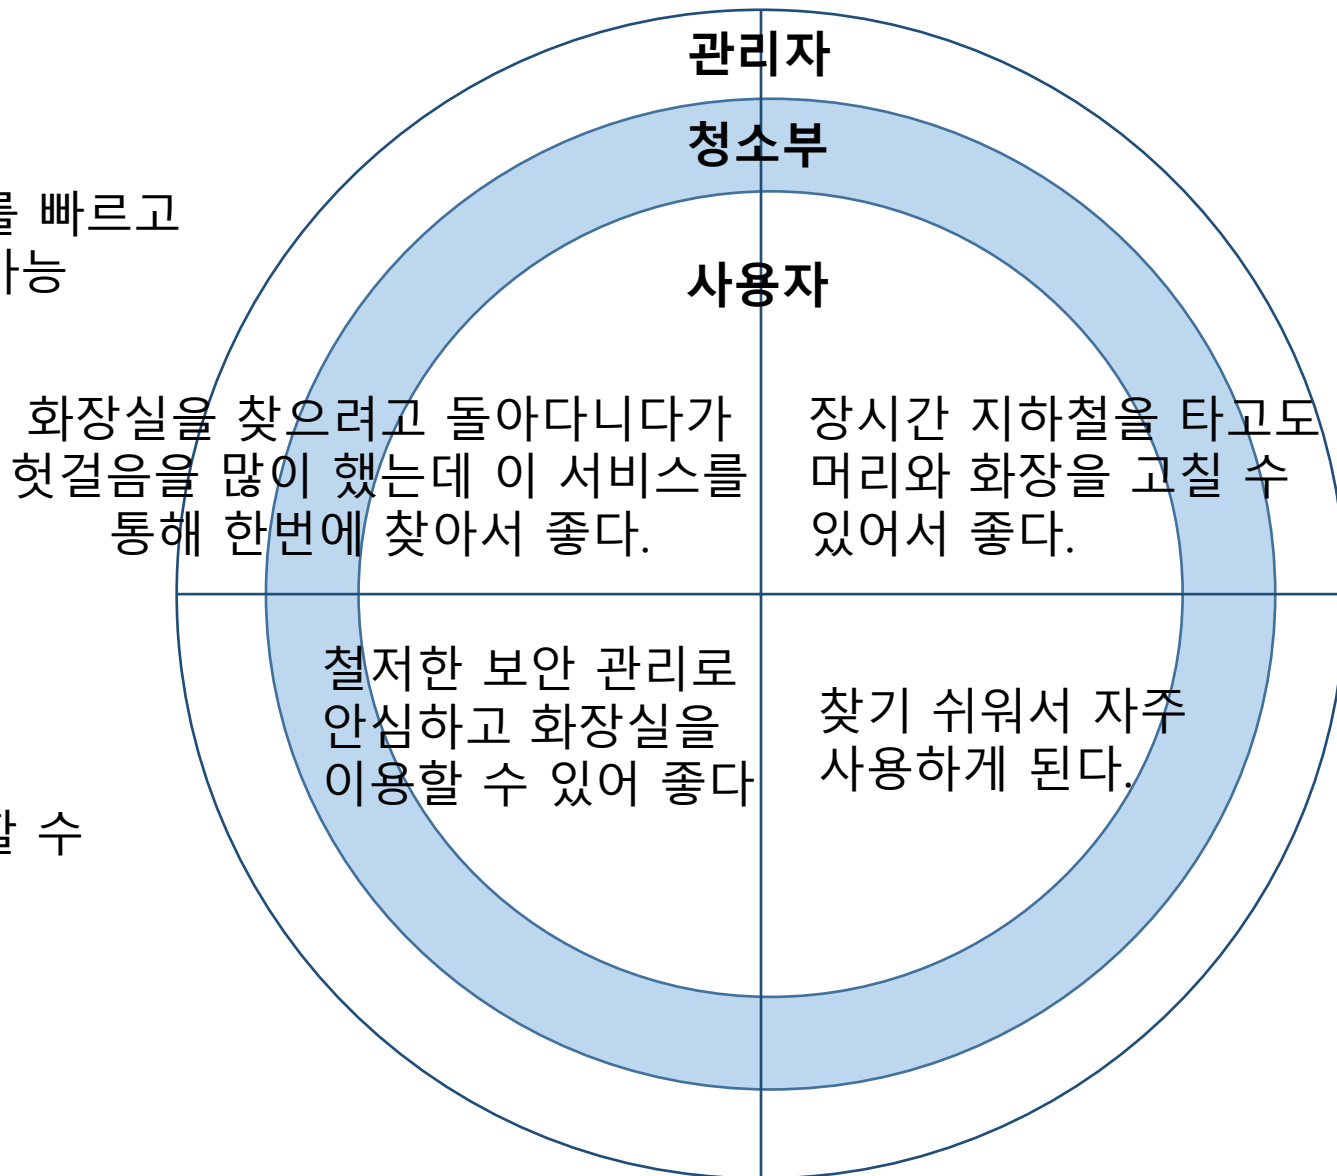 관리자
청소부
를 빠르고
가능
사용자
화장실을 찾으려고 돌아다니다가
헛걸음을 많이 했는데 이 서비스를
통해 한번에 찾아서 좋다.
장시간 지하철을 타고도
머리와 화장을 고칠 수
있어서 좋다.
철저한 보안 관리로
안심하고 화장실을
이용할 수 있어 좋다
찾기 쉬워서 자주
사용하게 된다.
할 수